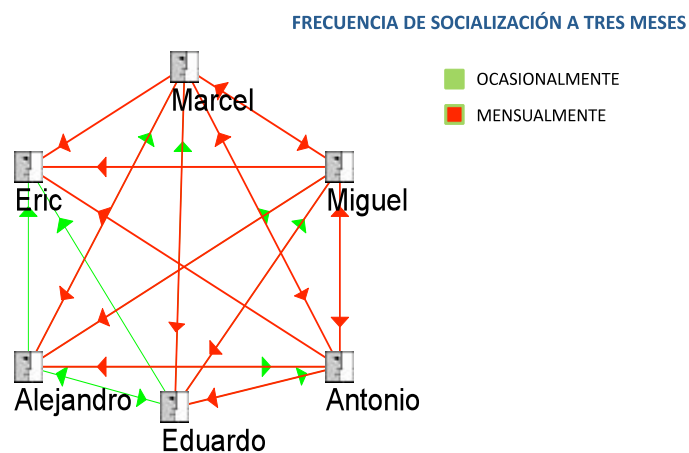 FRECUENCIA DE SOCIALIZACIÓN A TRES MESES
OCASIONALMENTE
Marcel
MENSUALMENTE
Eric
Miguel
Alejandro
Antonio
Eduardo